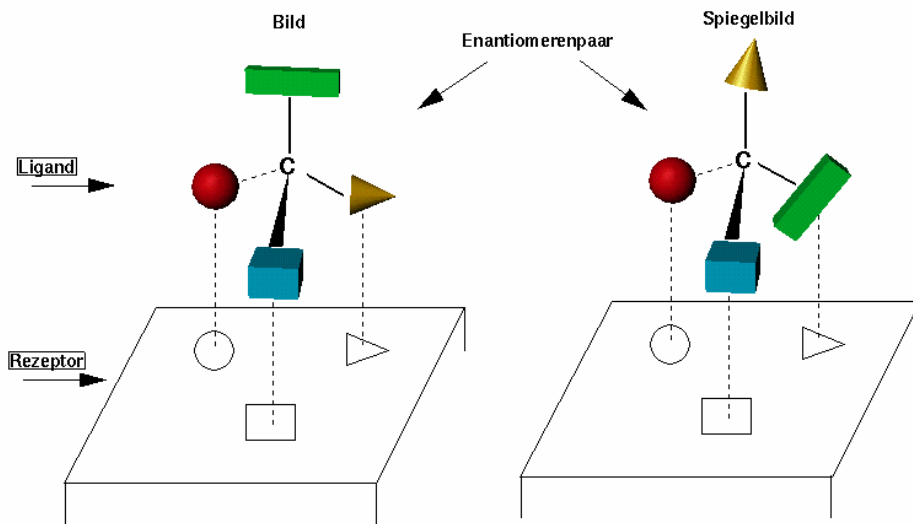 Bild
Spiegelbild
Enantiomerenpaar
C
C
Ligand
Rezeptor